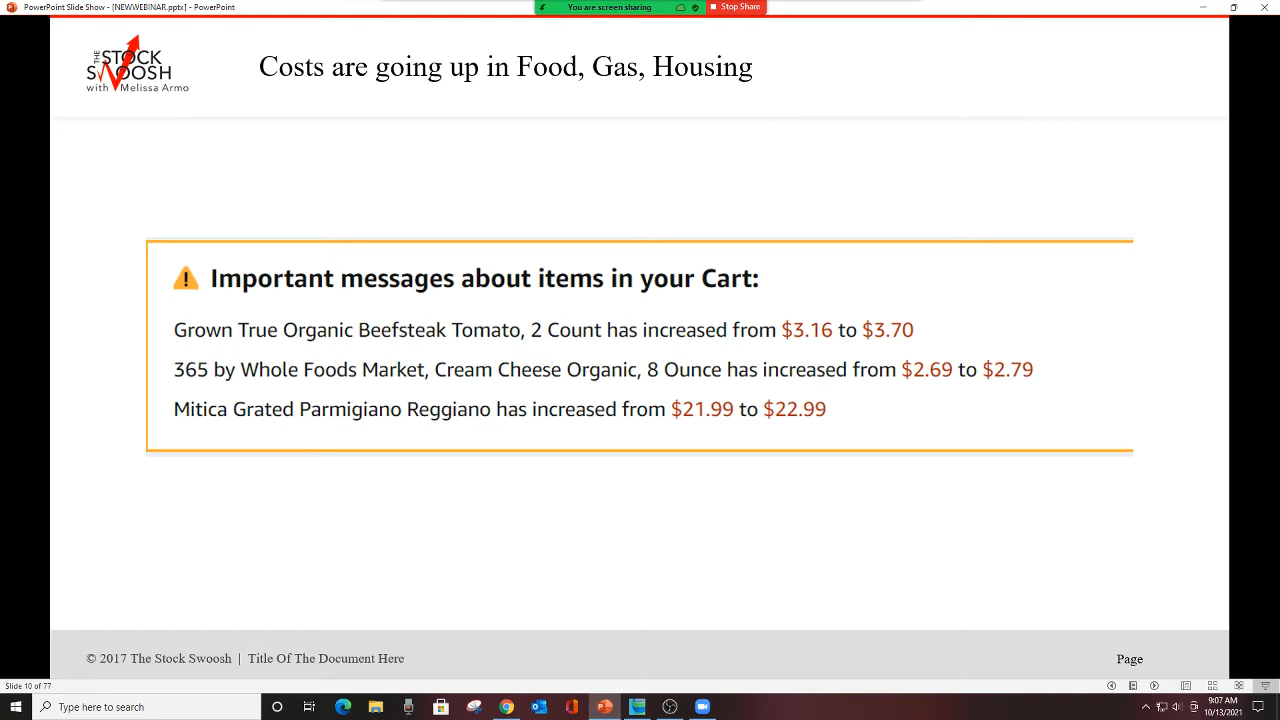 PowerPoint Slide Show - [NEWWEBINAR.pptx] - PowerPoint
You are screen sharing
Stop Share
THE STOCK
SWOOSH
with Melissa Armo
Costs are going up in Food, Gas, Housing
Important messages about items in your Cart:
Grown True Organic Beefsteak Tomato, 2 Count has increased from $3.16 to $3.70
365 by Whole Foods Market, Cream Cheese Organic, 8 Ounce has increased from $2.69 to $2.79
Mitica Grated Parmigiano Reggiano has increased from $21.99 to $22.99
© 2017 The Stock Swoosh | Title Of The Document Here
Page
Slide 10 of 77
Type here to search
9:07 AM
10/13/2021